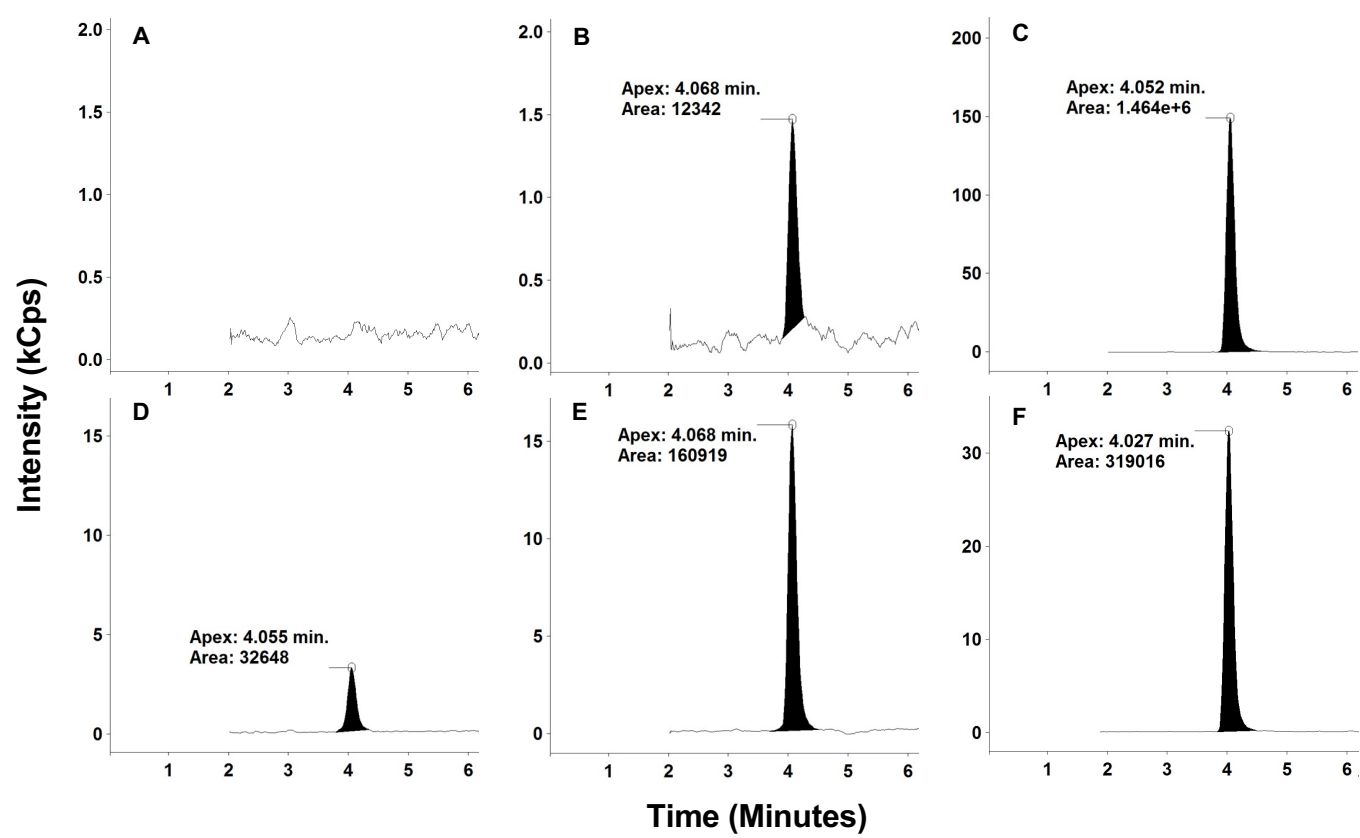 Intensity (kCps)
A
2.0
1.5
1.0
0.5
0.0
1 2 3 4 5 6
B
Apex: 4.068 min.
Area: 12342
2.0
1.5
1.0
0.5
0.0
1 2 3 4 5 6
C
Apex: 4.052 min.
Area: 1.464e+6
200
150
100
50
0
1 2 3 4 5 6
D
Apex: 4.055 min.
Area: 32648
15
10
5
0
1 2 3 4 5 6
E
Apex: 4.068 min.
Area: 160919
15
10
5
0
1 2 3 4 5 6
F
Apex: 4.027 min.
Area: 319016
30
20
10
0
1 2 3 4 5 6
Time (Minutes)